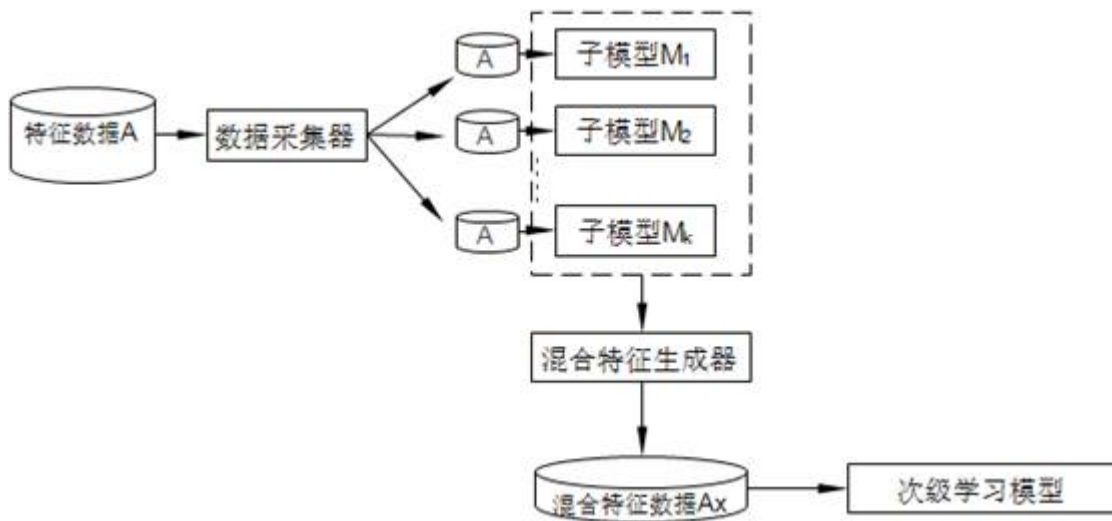 特征数据A
数据采集器
A
子模型M₁
A
子模型M₂
A
子模型Mₖ
混合特征生成器
混合特征数据Ax
次级学习模型